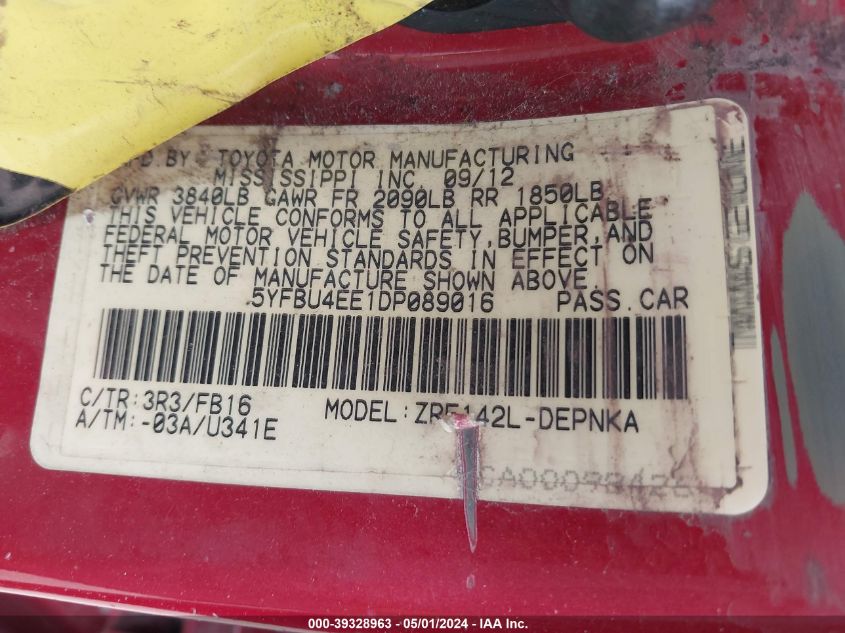 MFD.BY TOYOTA MOTOR MANUFACTURING
MISSISSIPPI INC. 09/12
GVWR 3840LB GAWR FR 2090LB RR 1850LB
THIS VEHICLE CONFORMS TO ALL APPLICABLE
FEDERAL MOTOR VEHICLE SAFETY, BUMPER, AND
THEFT PREVENTION STANDARDS IN EFFECT ON
THE DATE OF MANUFACTURE SHOWN ABOVE.
5YFBU4EE1DP089016 PASS.CAR
C/TR:3R3/FB16 MODEL:ZRE142L-DEPNKA
A/TM:-03A/U341E
000-39328963 - 05/01/2024 - IAA Inc.